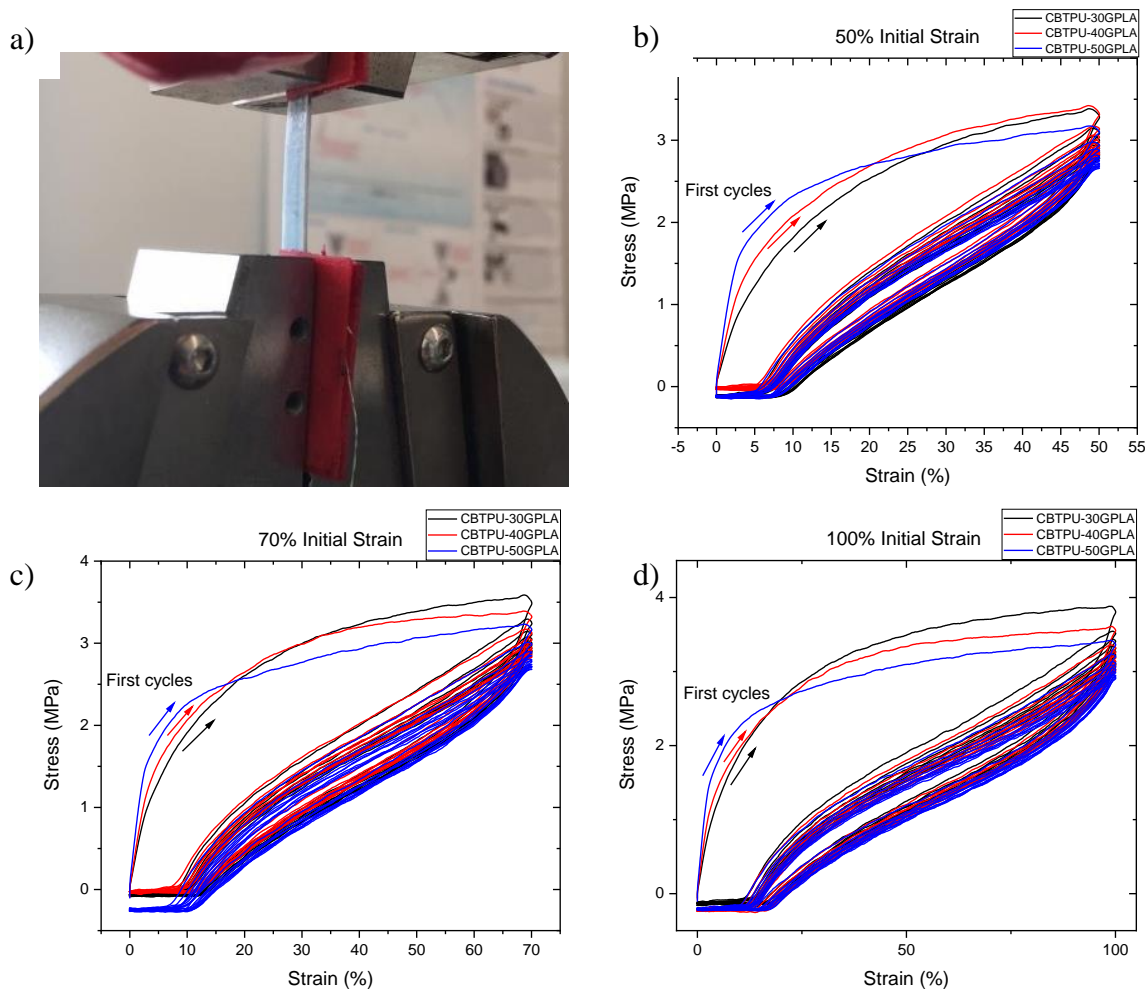 a)
b)
50% Initial Strain
CBTPU-30GPLA
CBTPU-40GPLA
CBTPU-50GPLA
First cycles
Stress (MPa)
3
2
1
0
-5 0 5 10 15 20 25 30 35 40 45 50 55
Strain (%)
c)
70% Initial Strain
CBTPU-30GPLA
CBTPU-40GPLA
CBTPU-50GPLA
First cycles
Stress (MPa)
4
3
2
1
0
0 10 20 30 40 50 60 70
Strain (%)
d)
100% Initial Strain
CBTPU-30GPLA
CBTPU-40GPLA
CBTPU-50GPLA
First cycles
Stress (MPa)
4
2
0
0 50 100
Strain (%)